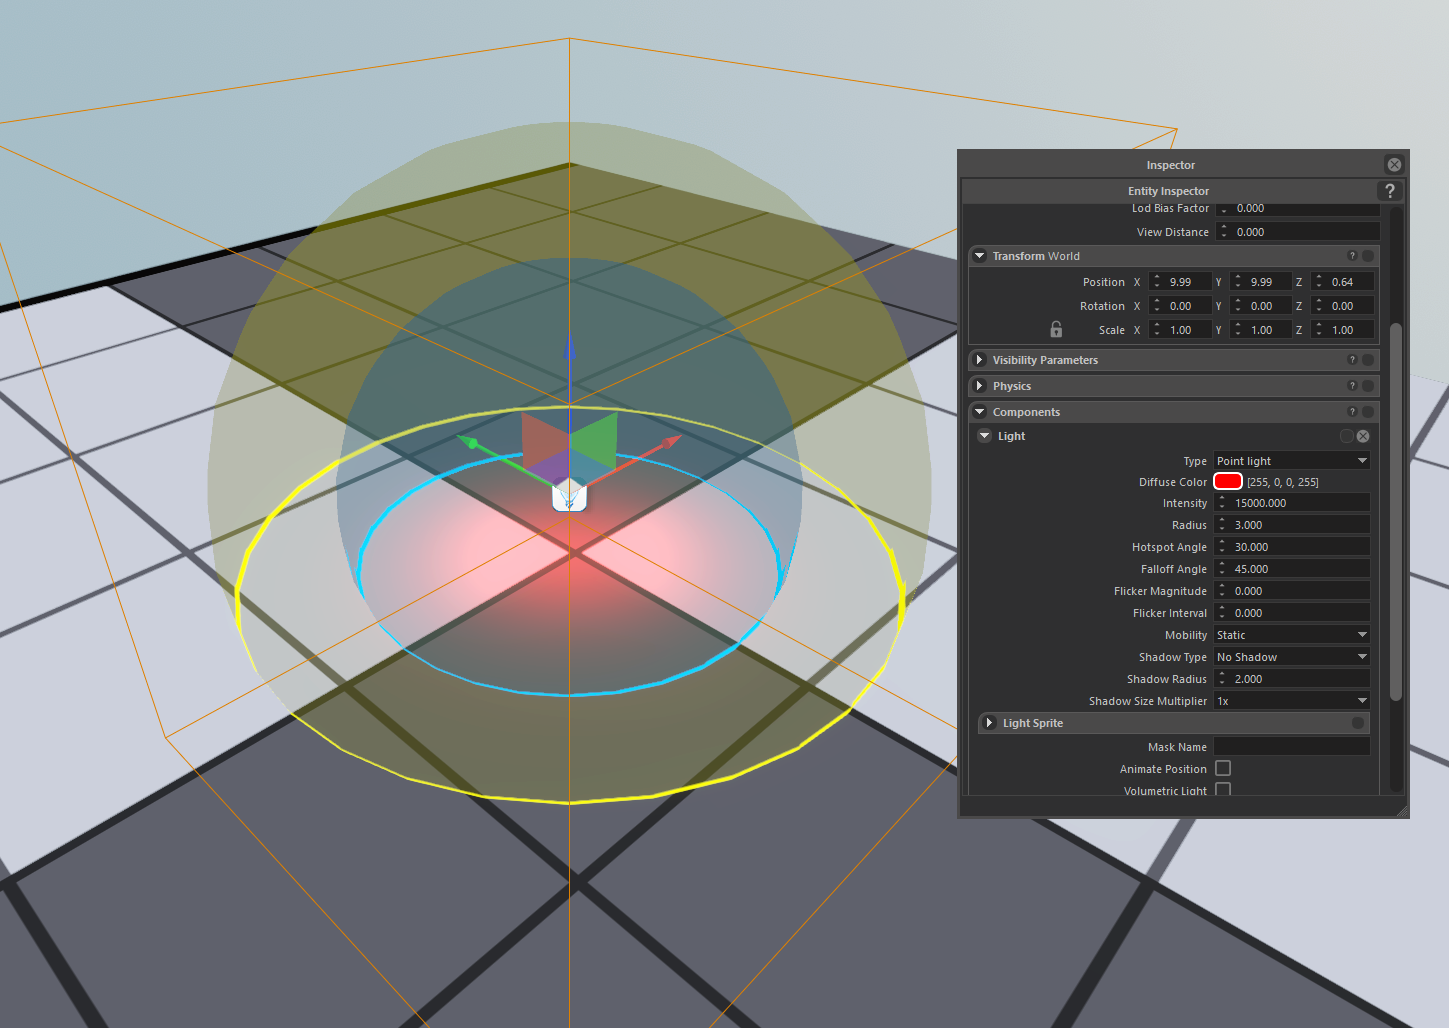 Inspector
Entity Inspector ?
Lod Bias Factor 0.000
View Distance 0.000
Transform World ?
Position X 9.99 Y 9.99 Z 0.64
Rotation X 0.00 Y 0.00 Z 0.00
Scale X 1.00 Y 1.00 Z 1.00
Visibility Parameters ?
Physics ?
Components ?
Light
Type Point light
Diffuse Color [255, 0, 0, 255]
Intensity 15000.000
Radius 3.000
Hotspot Angle 30.000
Falloff Angle 45.000
Flicker Magnitude 0.000
Flicker Interval 0.000
Mobility Static
Shadow Type No Shadow
Shadow Radius 2.000
Shadow Size Multiplier 1x
Light Sprite
Mask Name
Animate Position
Volumetric Light